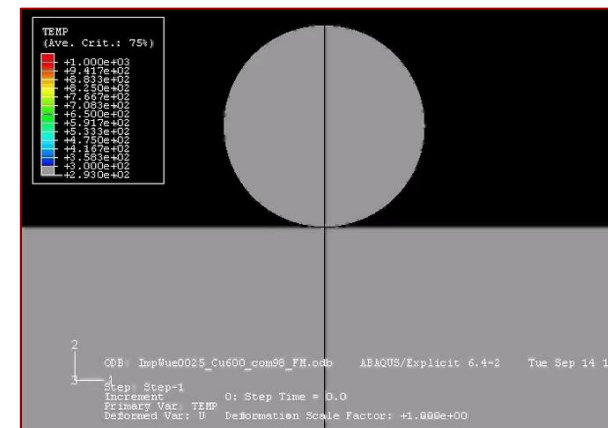 TEMP
(Ave. Crit.: 75%)
+1.000e+03
+9.417e+02
+8.833e+02
+8.250e+02
+7.667e+02
+7.083e+02
+6.500e+02
+5.917e+02
+5.333e+02
+4.750e+02
+4.167e+02
+3.583e+02
+3.000e+02
+2.930e+02
2
3 1
ODB: ImpWue0025_Cu600_com98_FH.odb ABAQUS/Explicit 6.4-2 Tue Sep 14 1
Step: Step-1
Increment 0: Step Time = 0.0
Primary Var: TEMP
Deformed Var: U Deformation Scale Factor: +1.000e+00